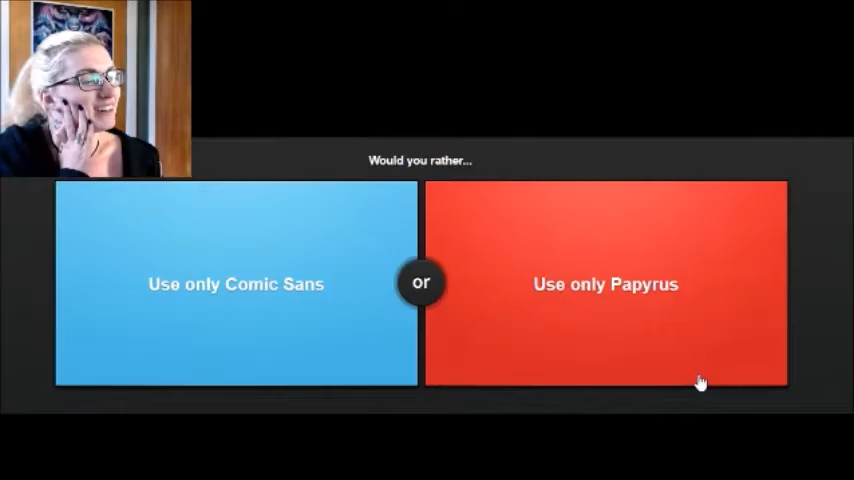 Would you rather...
Use only Comic Sans
or
Use only Papyrus